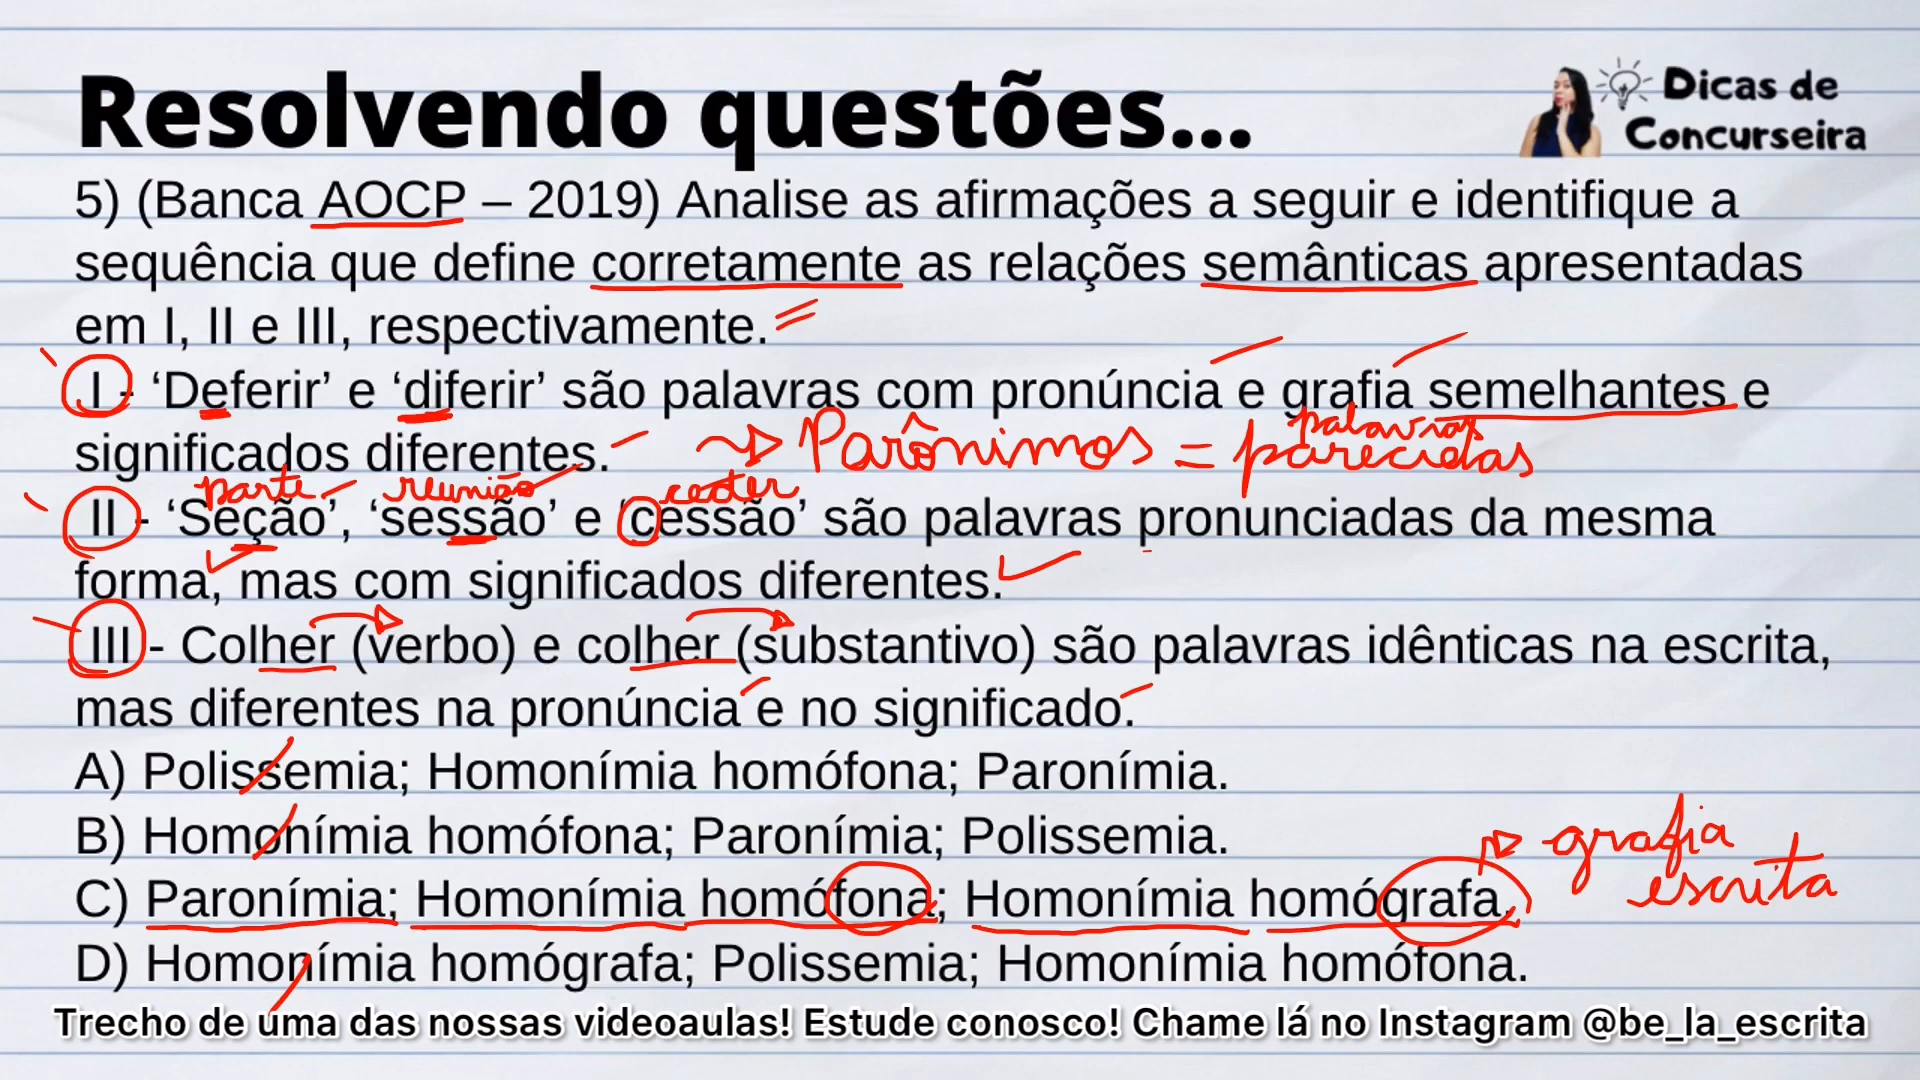 Resolvendo questões...
Dicas de
Concurseira
5) (Banca AOCP – 2019) Analise as afirmações a seguir e identifique a
sequência que define corretamente as relações semânticas apresentadas
em I, II e III, respectivamente.
I - ‘Deferir’ e ‘diferir’ são palavras com pronúncia e grafia semelhantes e
significados diferentes. Parônimos = palavras parecidas
parte reunião ceder
II - ‘Seção’, ‘sessão’ e ‘cessão’ são palavras pronunciadas da mesma
forma, mas com significados diferentes.
III - Colher (verbo) e colher (substantivo) são palavras idênticas na escrita,
mas diferentes na pronúncia e no significado.
A) Polissemia; Homonímia homófona; Paronímia.
B) Homonímia homófona; Paronímia; Polissemia.
C) Paronímia; Homonímia homófona; Homonímia homógrafa.
grafia
escrita
D) Homonímia homógrafa; Polissemia; Homonímia homófona.
Trecho de uma das nossas videoaulas! Estude conosco! Chame lá no Instagram @be_la_escrita